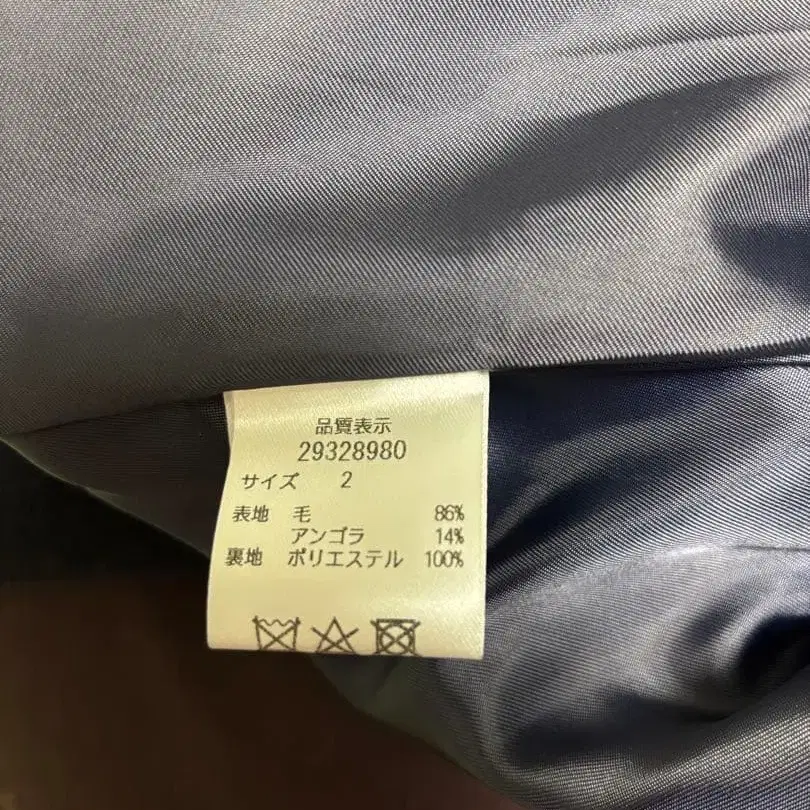 品質表示
29328980
サイズ 2
表地 毛 86%
アンゴラ 14%
裏地 ポリエステル 100%